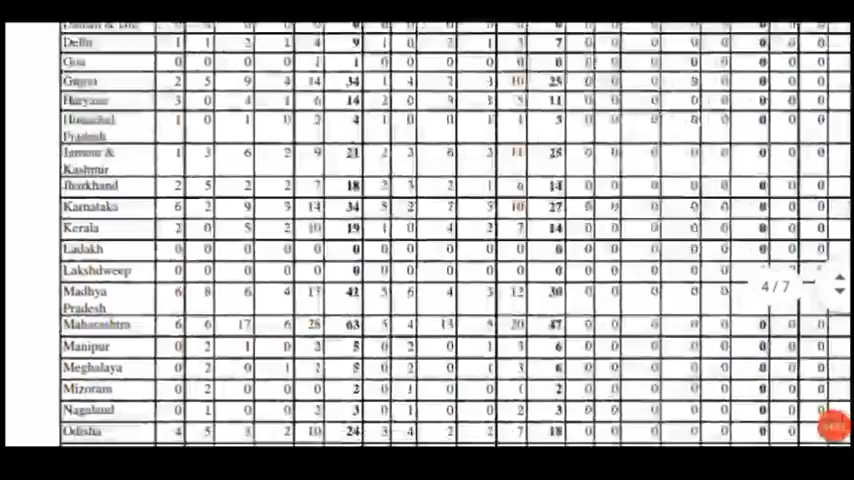 Delhi 1 1 2 1 4 9 1 0 2 1 3 7 0 0 0 0 0 0 0 0
Goa 0 0 0 0 1 1 0 0 0 0 0 0 0 0 0 0 0 0 0 0
2 5 9 4 14 34 1 4 7 3 10 25 0 0 0 0 0 0 0 0
Haryana 3 0 4 1 6 14 2 0 3 3 3 11 0 0 0 0 0 0 0 0
Himachal 1 0 1 0 2 4 1 0 0 1 1 3 0 0 0 0 0 0 0 0
Pradesh
Jammu & 1 3 6 2 9 21 2 3 6 3 11 25 0 0 0 0 0 0 0 0
Kashmir
Jharkhand 2 5 2 2 7 18 2 3 2 1 6 14 0 0 0 0 0 0 0 0
Karnataka 6 2 9 3 14 34 5 2 7 3 10 27 0 0 0 0 0 0 0 0
Kerala 2 0 5 2 10 19 1 0 4 2 7 14 0 0 0 0 0 0 0 0
Ladakh 0 0 0 0 0 0 0 0 0 0 0 0 0 0 0 0 0 0 0 0
Lakshdweep 0 0 0 0 0 0 0 0 0 0 0 0 0 0 0 0 0
Madhya 6 8 6 4 17 41 5 6 4 3 12 30 0 0 0 0 0 0
4 / 7
Pradesh
Maharashtra 6 6 17 6 28 63 5 4 13 5 20 47 0 0 0 0 0 0 0 0
Manipur 0 2 1 0 2 5 0 2 0 1 3 6 0 0 0 0 0 0 0 0
Meghalaya 0 2 0 1 2 5 0 2 0 1 3 6 0 0 0 0 0 0 0 0
Mizoram 0 2 0 0 0 2 0 1 0 0 1 2 0 0 0 0 0 0 0 0
Nagaland 0 1 0 0 2 3 0 1 0 0 2 3 0 0 0 0 0 0 0 0
Odisha 4 5 3 2 10 24 3 4 2 2 7 18 0 0 0 0 0 0 0